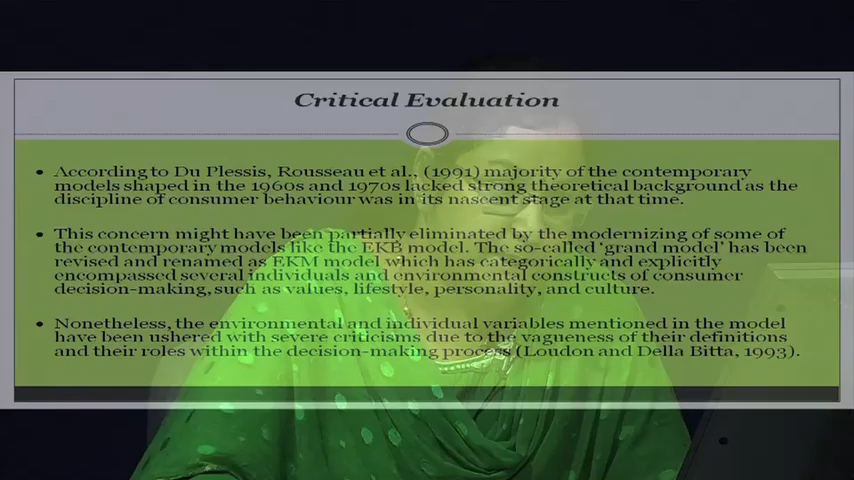 Critical Evaluation
• According to Du Plessis, Rousseau et al., (1991) majority of the contemporary
models shaped in the 1960s and 1970s lacked strong theoretical background as the
discipline of consumer behaviour was in its nascent stage at that time.
• This concern might have been partially eliminated by the modernizing of some of
the contemporary models like the EKB model. The so-called 'grand model' has been
revised and renamed as EKM model which has categorically and explicitly
encompassed several individuals and environmental constructs of consumer
decision-making, such as values, lifestyle, personality, and culture.
• Nonetheless, the environmental and individual variables mentioned in the model
have been ushered with severe criticisms due to the vagueness of their definitions
and their roles within the decision-making process (Loudon and Della Bitta, 1993).